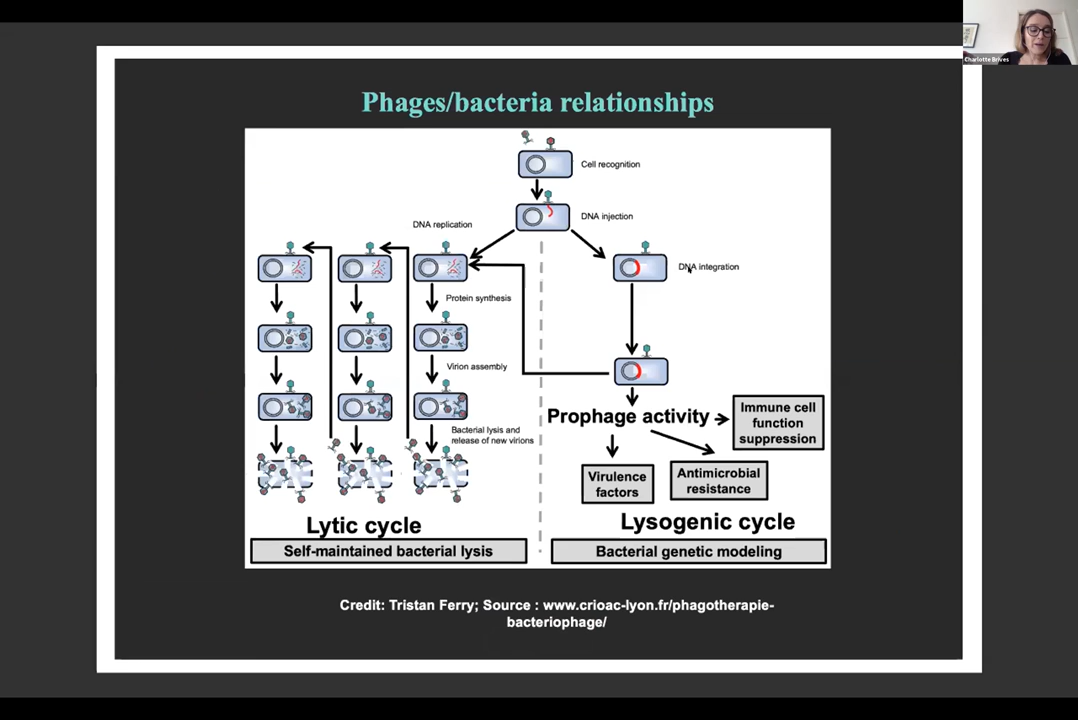 Charlotte Brives
Phages/bacteria relationships
Cell recognition
DNA injection
DNA replication
DNA integration
Protein synthesis
Virion assembly
Bacterial lysis and
release of new virions
Prophage activity
Immune cell
function
suppression
Virulence
factors
Antimicrobial
resistance
Lytic cycle
Self-maintained bacterial lysis
Lysogenic cycle
Bacterial genetic modeling
Credit: Tristan Ferry; Source : www.crioac-lyon.fr/phagotherapie-
bacteriophage/